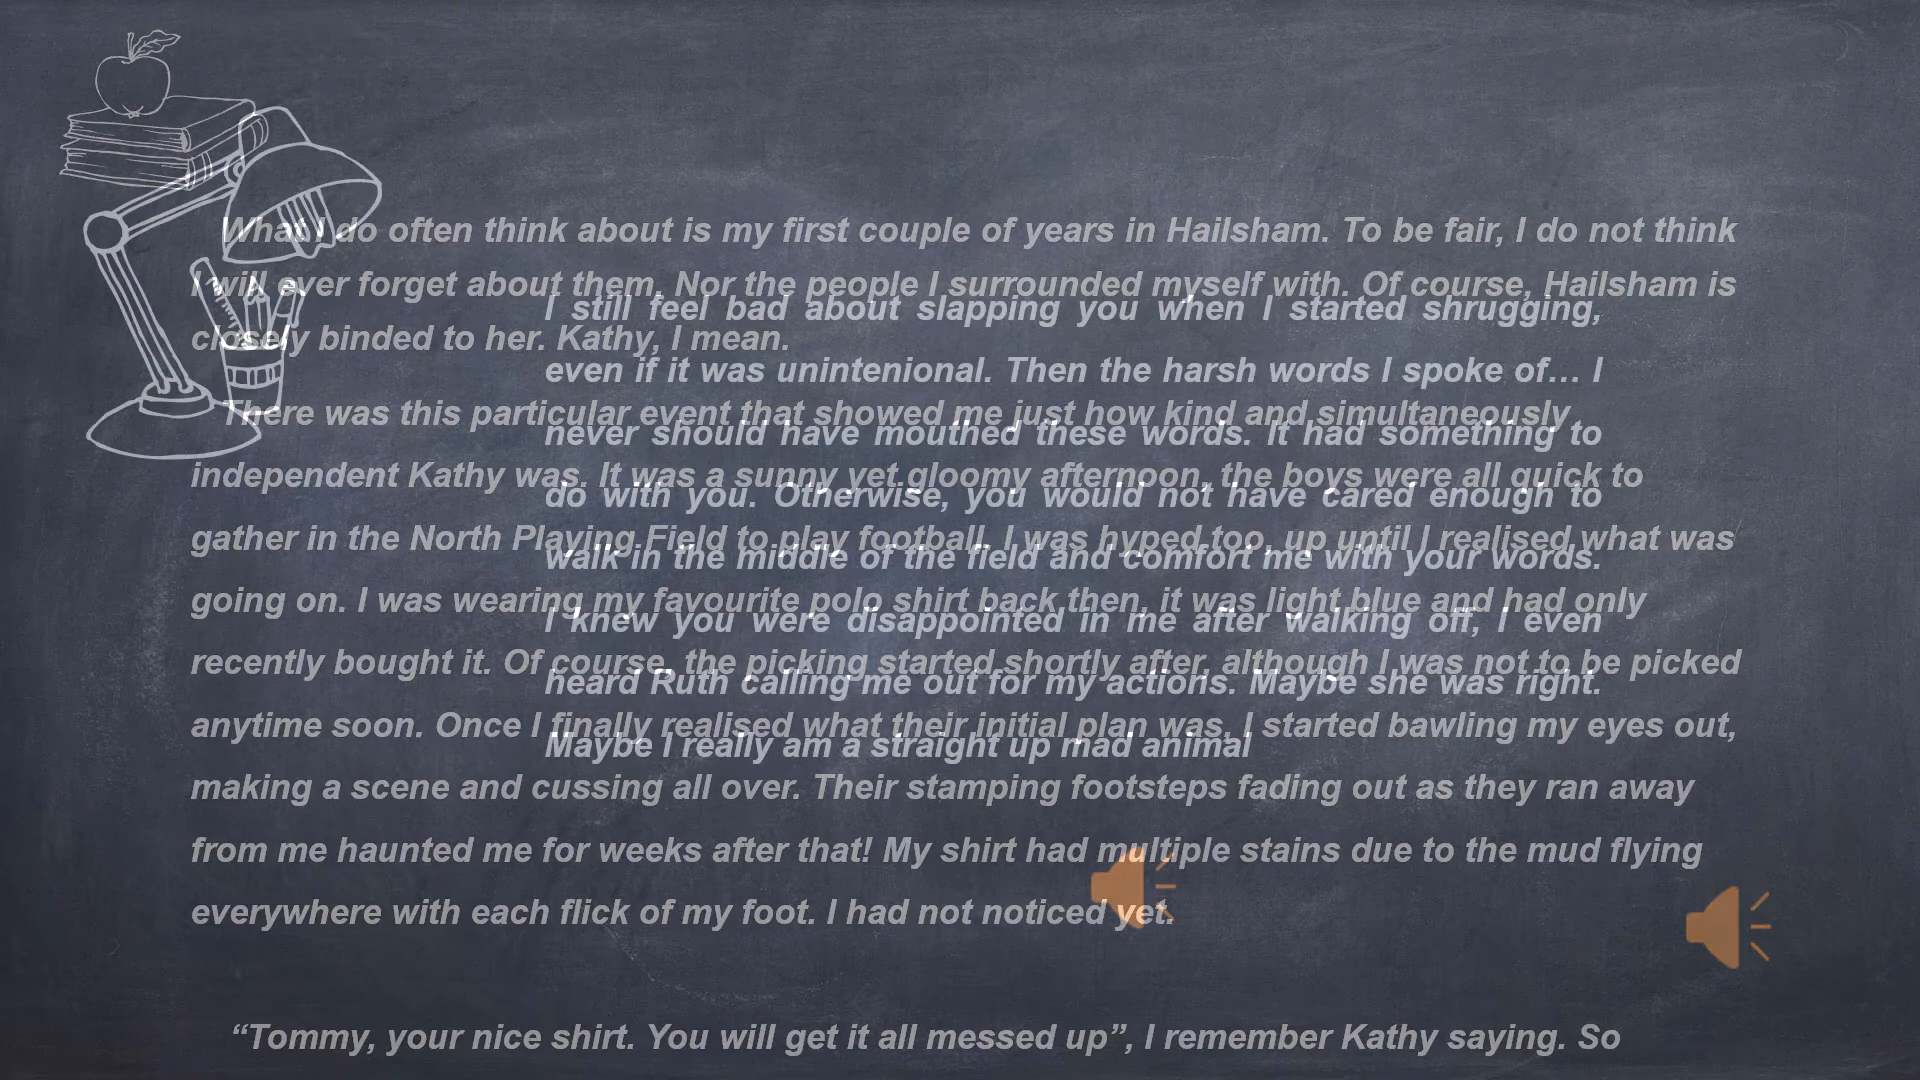 What I do often think about is my first couple of years in Hailsham. To be fair, I do not think
I will ever forget about them. Nor the people I surrounded myself with. Of course, Hailsham is
closely binded to her. Kathy, I mean.
There was this particular event that showed me just how kind and simultaneously
independent Kathy was. It was a sunny yet gloomy afternoon, the boys were all quick to
gather in the North Playing Field to play football. I was hyped too, up until I realised what was
going on. I was wearing my favourite polo shirt back then, it was light blue and had only
recently bought it. Of course, the picking started shortly after, although I was not to be picked
anytime soon. Once I finally realised what their initial plan was, I started bawling my eyes out,
making a scene and cussing all over. Their stamping footsteps fading out as they ran away
from me haunted me for weeks after that! My shirt had multiple stains due to the mud flying
everywhere with each flick of my foot. I had not noticed yet.
“Tommy, your nice shirt. You will get it all messed up”, I remember Kathy saying. So
I still feel bad about slapping you when I started shrugging,
even if it was unintenional. Then the harsh words I spoke of… I
never should have mouthed these words. It had something to
do with you. Otherwise, you would not have cared enough to
walk in the middle of the field and comfort me with your words.
I knew you were disappointed in me after walking off, I even
heard Ruth calling me out for my actions. Maybe she was right.
Maybe I really am a straight up mad animal